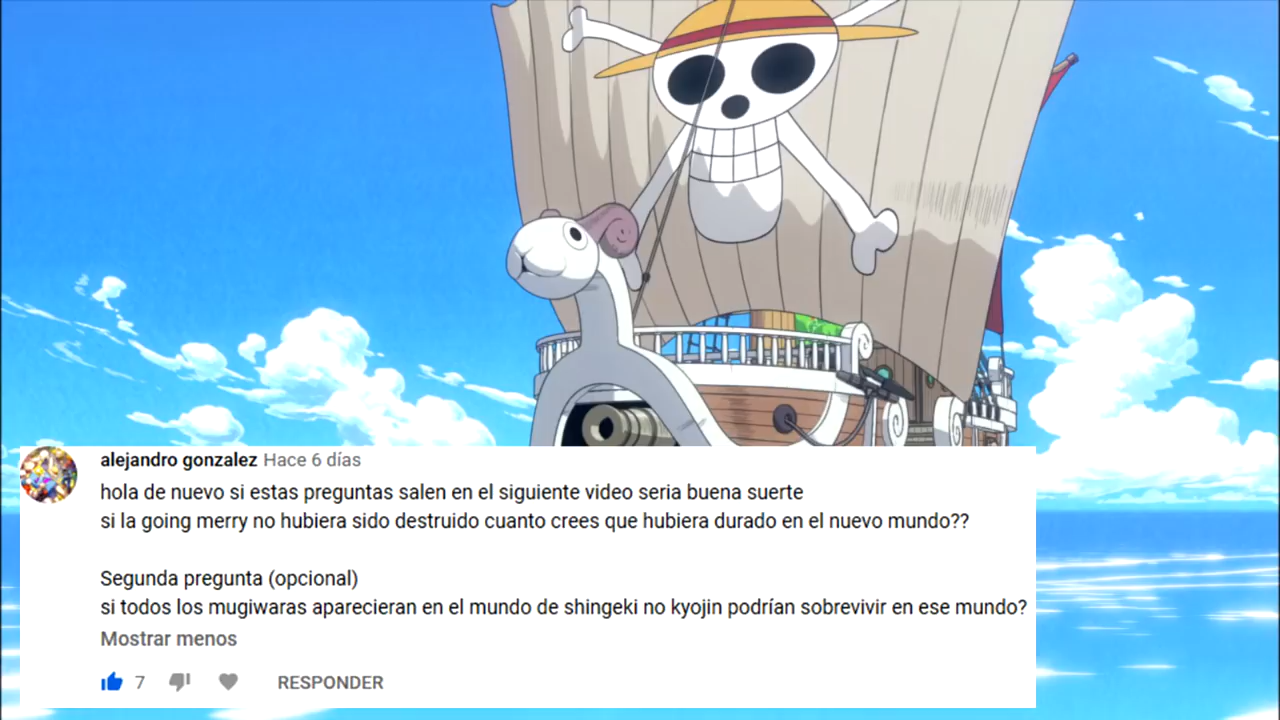 alejandro gonzalez Hace 6 días
hola de nuevo si estas preguntas salen en el siguiente video seria buena suerte
si la going merry no hubiera sido destruido cuanto crees que hubiera durado en el nuevo mundo??
Segunda pregunta (opcional)
si todos los mugiwaras aparecieran en el mundo de shingeki no kyojin podrían sobrevivir en ese mundo?
Mostrar menos
7 RESPONDER